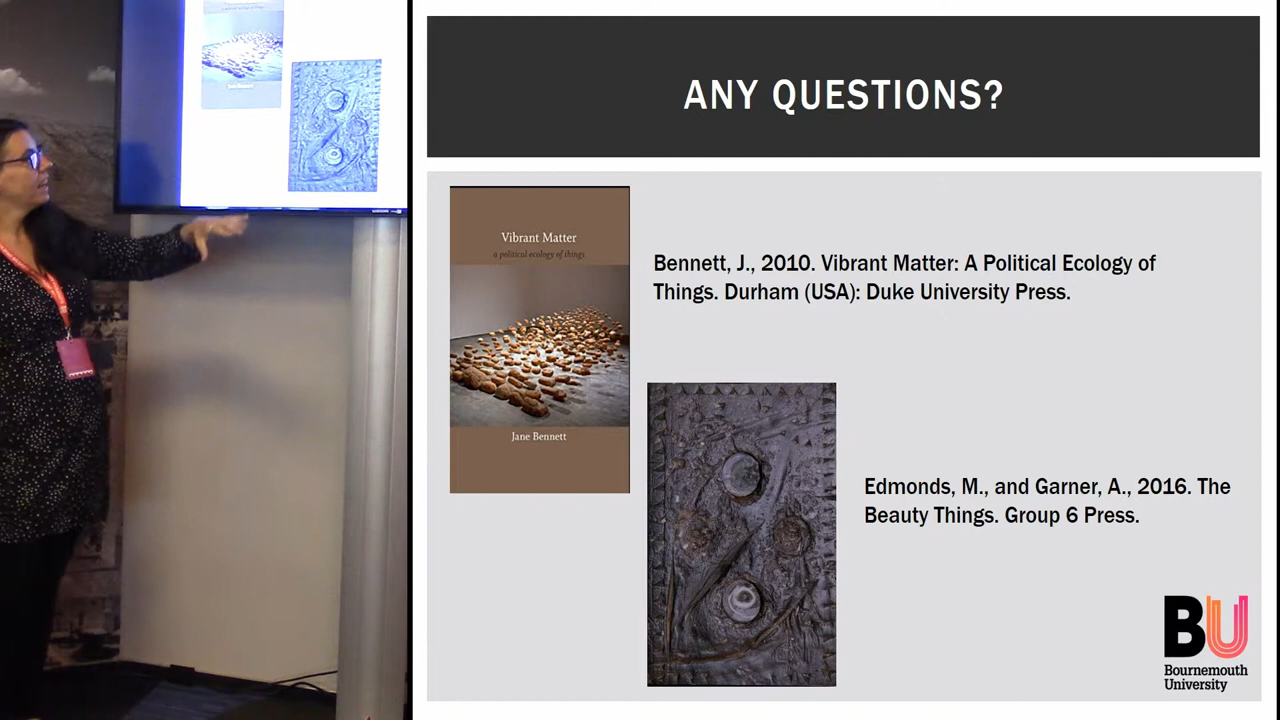 ANY QUESTIONS?
Vibrant Matter
a political ecology of things
Jane Bennett
Bennett, J., 2010. Vibrant Matter: A Political Ecology of
Things. Durham (USA): Duke University Press.
Edmonds, M., and Garner, A., 2016. The
Beauty Things. Group 6 Press.
BU
Bournemouth
University